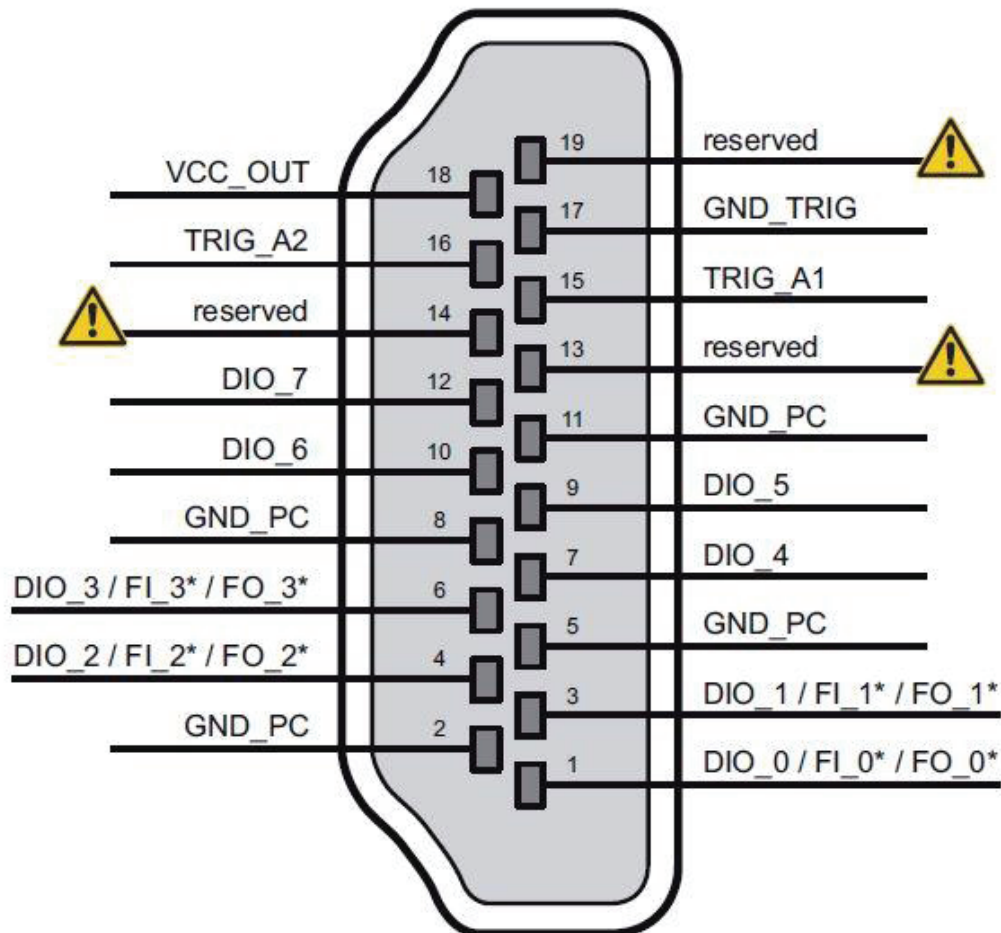 19 reserved
VCC_OUT 18
17 GND_TRIG
TRIG_A2 16
15 TRIG_A1
reserved 14
13 reserved
DIO_7 12
11 GND_PC
DIO_6 10
9 DIO_5
GND_PC 8
7 DIO_4
DIO_3 / FI_3* / FO_3* 6
5 GND_PC
DIO_2 / FI_2* / FO_2* 4
3 DIO_1 / FI_1* / FO_1*
GND_PC 2
1 DIO_0 / FI_0* / FO_0*